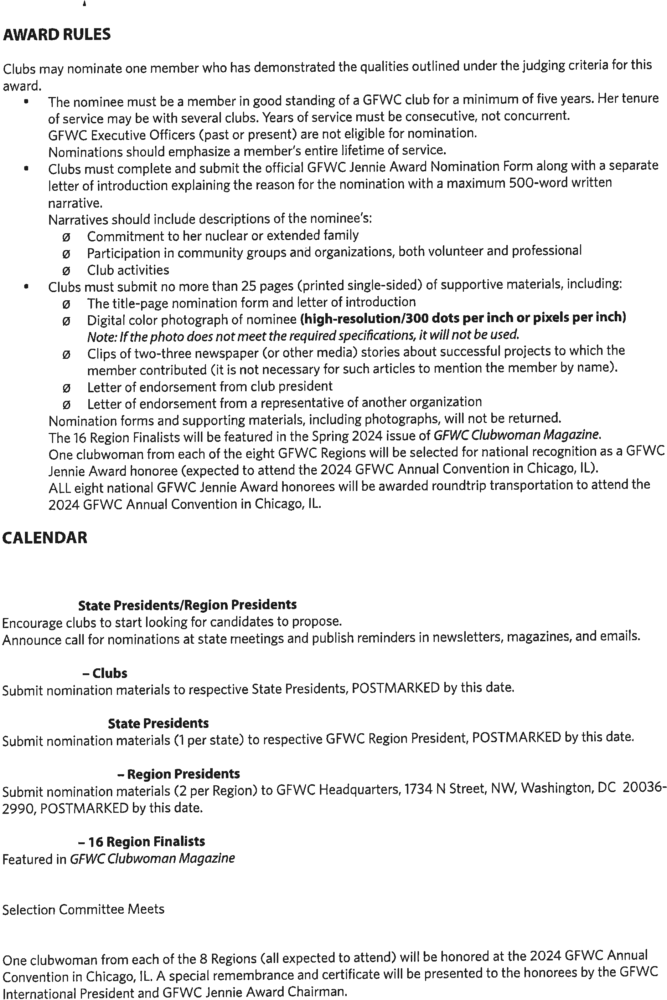 AWARD RULES
Clubs may nominate one member who has demonstrated the qualities outlined under the judging criteria for this
award.
▪ The nominee must be a member in good standing of a GFWC club for a minimum of five years. Her tenure
of service may be with several clubs. Years of service must be consecutive, not concurrent.
GFWC Executive Officers (past or present) are not eligible for nomination.
Nominations should emphasize a member's entire lifetime of service.
▪ Clubs must complete and submit the official GFWC Jennie Award Nomination Form along with a separate
letter of introduction explaining the reason for the nomination with a maximum 500-word written
narrative.
Narratives should include descriptions of the nominee's:
Ø Commitment to her nuclear or extended family
Ø Participation in community groups and organizations, both volunteer and professional
Ø Club activities
▪ Clubs must submit no more than 25 pages (printed single-sided) of supportive materials, including:
Ø The title-page nomination form and letter of introduction
Ø Digital color photograph of nominee (high-resolution/300 dots per inch or pixels per inch)
Note: If the photo does not meet the required specifications, it will not be used.
Ø Clips of two-three newspaper (or other media) stories about successful projects to which the
member contributed (it is not necessary for such articles to mention the member by name).
Ø Letter of endorsement from club president
Ø Letter of endorsement from a representative of another organization
Nomination forms and supporting materials, including photographs, will not be returned.
The 16 Region Finalists will be featured in the Spring 2024 issue of GFWC Clubwoman Magazine.
One clubwoman from each of the eight GFWC Regions will be selected for national recognition as a GFWC
Jennie Award honoree (expected to attend the 2024 GFWC Annual Convention in Chicago, IL).
ALL eight national GFWC Jennie Award honorees will be awarded roundtrip transportation to attend the
2024 GFWC Annual Convention in Chicago, IL.
CALENDAR
State Presidents/Region Presidents
Encourage clubs to start looking for candidates to propose.
Announce call for nominations at state meetings and publish reminders in newsletters, magazines, and emails.
– Clubs
Submit nomination materials to respective State Presidents, POSTMARKED by this date.
State Presidents
Submit nomination materials (1 per state) to respective GFWC Region President, POSTMARKED by this date.
– Region Presidents
Submit nomination materials (2 per Region) to GFWC Headquarters, 1734 N Street, NW, Washington, DC 20036-
2990, POSTMARKED by this date.
– 16 Region Finalists
Featured in GFWC Clubwoman Magazine
Selection Committee Meets
One clubwoman from each of the 8 Regions (all expected to attend) will be honored at the 2024 GFWC Annual
Convention in Chicago, IL. A special remembrance and certificate will be presented to the honorees by the GFWC
International President and GFWC Jennie Award Chairman.